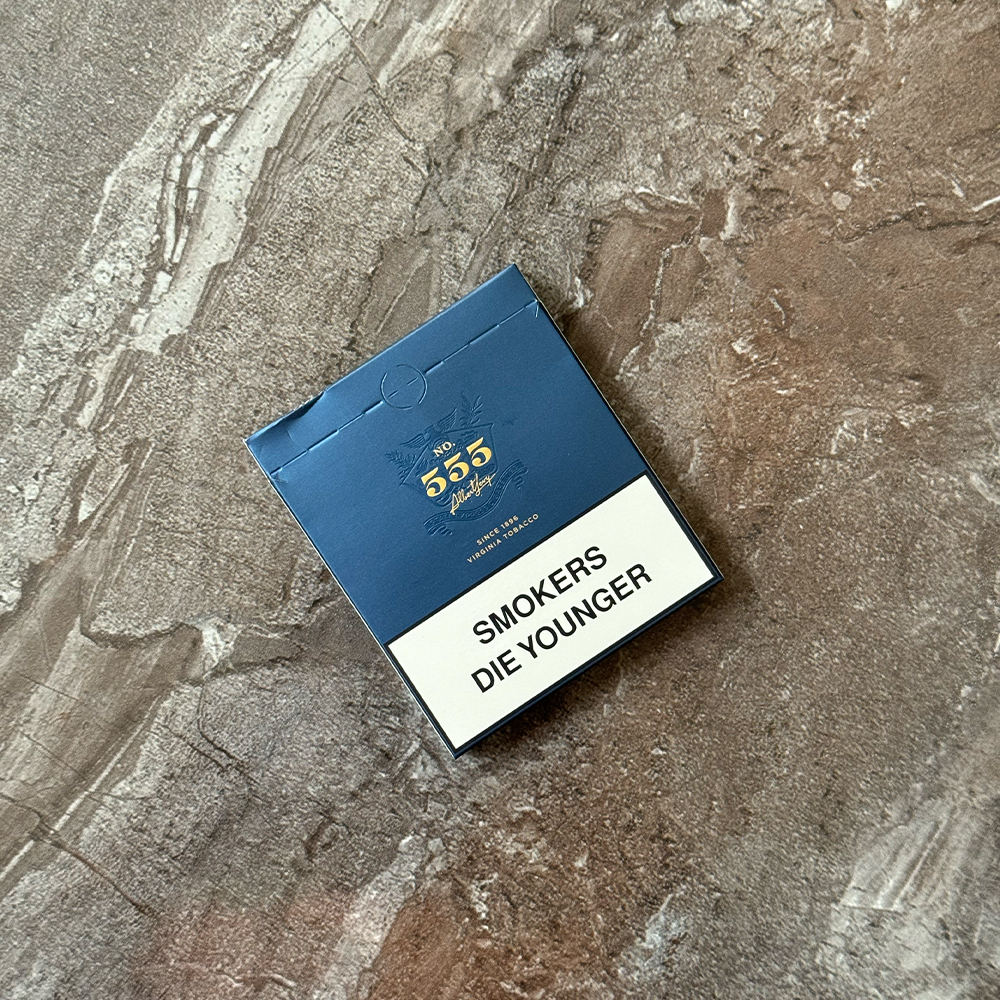 NO.
555
SINCE 1896
VIRGINIA TOBACCO
SMOKERS
DIE YOUNGER